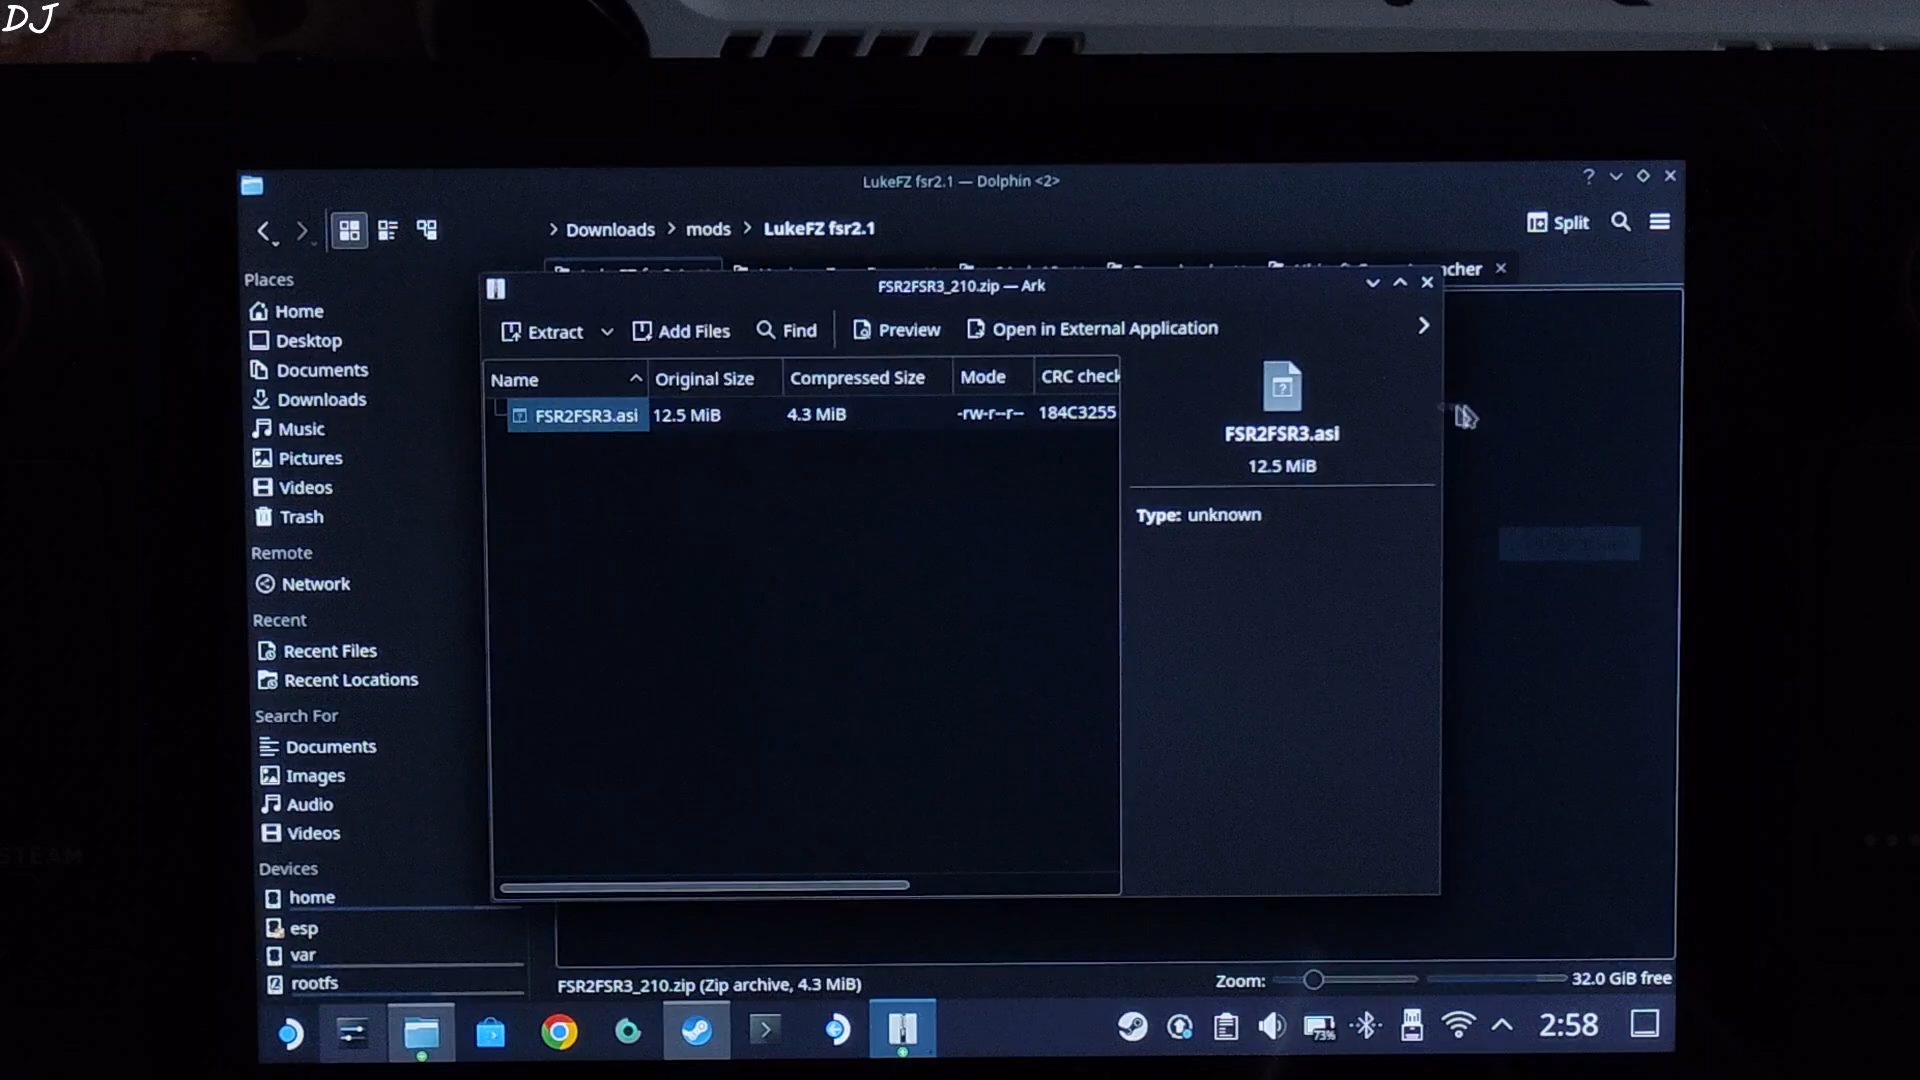 DJ
LukeFZ fsr2.1 — Dolphin <2>
Downloads > mods > LukeFZ fsr2.1
Split
Places
Home
Desktop
Documents
Downloads
Music
Pictures
Videos
Trash
Remote
Network
Recent
Recent Files
Recent Locations
Search For
Documents
Images
Audio
Videos
Devices
home
esp
var
rootfs
FSR2FSR3_210.zip — Ark
Extract
Add Files
Find
Preview
Open in External Application
Name Original Size Compressed Size Mode CRC check
FSR2FSR3.asi 12.5 MiB 4.3 MiB -rw-r--r-- 184C3255
FSR2FSR3.asi
12.5 MiB
Type: unknown
FSR2FSR3_210.zip (Zip archive, 4.3 MiB)
Zoom:
32.0 GiB free
73%
2:58
STEAM